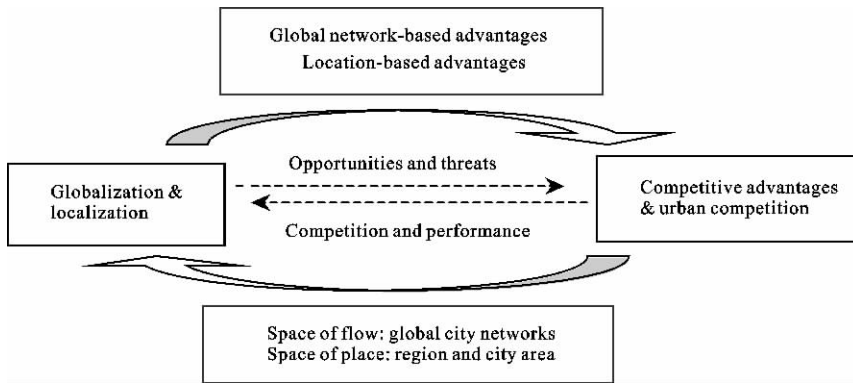 Global network-based advantages
Location-based advantages
Opportunities and threats
Globalization &
localization
Competitive advantages
& urban competition
Competition and performance
Space of flow: global city networks
Space of place: region and city area